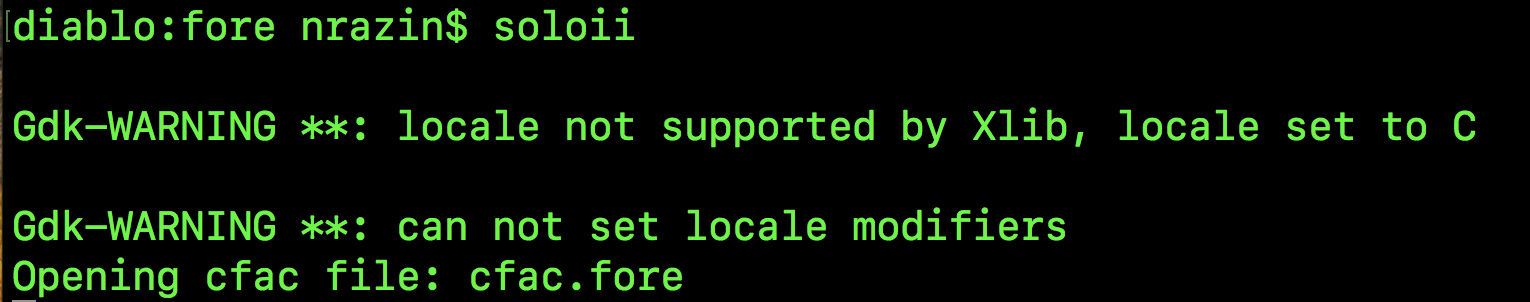 [diablo:fore nrazin$ soloii
Gdk-WARNING **: locale not supported by Xlib, locale set to C
Gdk-WARNING **: can not set locale modifiers
Opening cfac file: cfac.fore